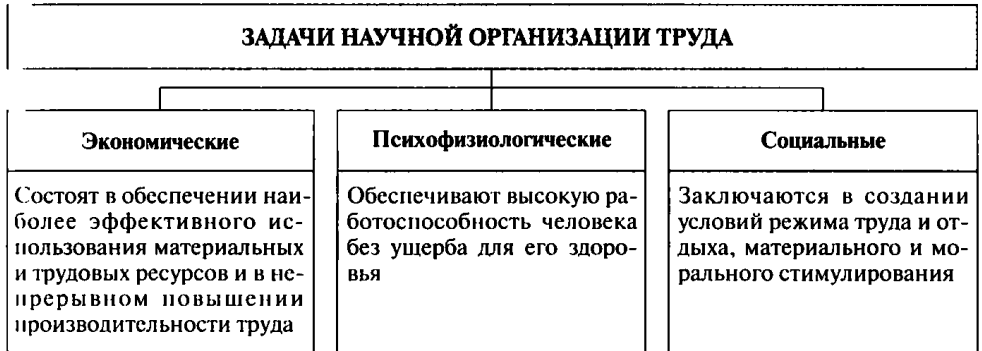 ЗАДАЧИ НАУЧНОЙ ОРГАНИЗАЦИИ ТРУДА
Экономические
Состоят в обеспечении наи-
более эффективного ис-
пользования материальных
и трудовых ресурсов и в не-
прерывном повышении
производительности труда
Психофизиологические
Обеспечивают высокую ра-
ботоспособность человека
без ущерба для его здоро-
вья
Социальные
Заключаются в создании
условий режима труда и от-
дыха, материального и мо-
рального стимулирования